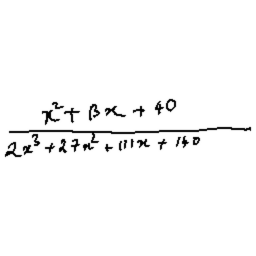 x² + 13x + 40
2x³ + 27x² + 111x + 140